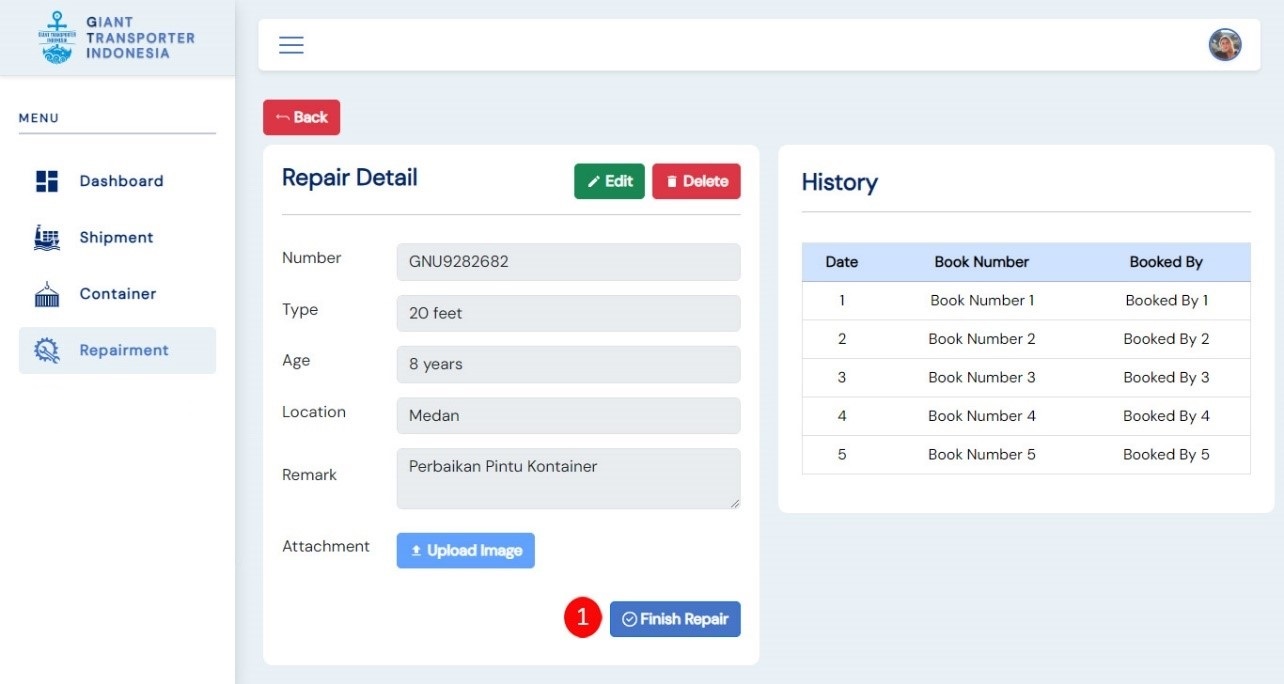 GIANT
TRANSPORTER
INDONESIA
GIANT TRANSPORTER
INDONESIA
MENU
Dashboard
Shipment
Container
Repairment
Back
Repair Detail
Edit
Delete
Number
GNU9282682
Type
20 feet
Age
8 years
Location
Medan
Remark
Perbaikan Pintu Kontainer
Attachment
Upload Image
1
Finish Repair
History
Date Book Number Booked By
1 Book Number 1 Booked By 1
2 Book Number 2 Booked By 2
3 Book Number 3 Booked By 3
4 Book Number 4 Booked By 4
5 Book Number 5 Booked By 5